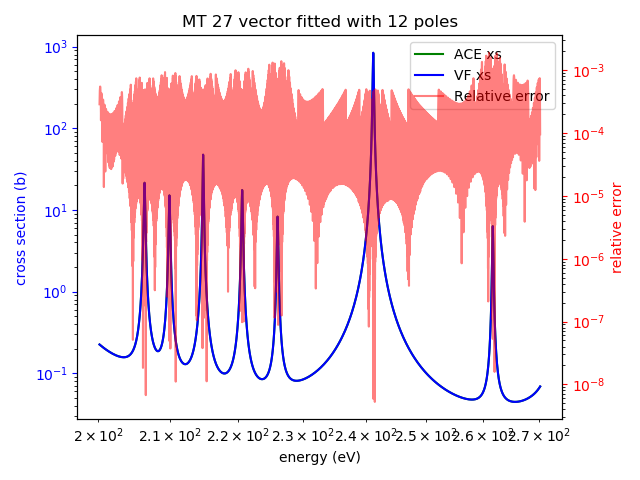 MT 27 vector fitted with 12 poles
ACE xs
VF xs
Relative error
cross section (b)
10³
10²
10¹
10⁰
10⁻¹
relative error
10⁻³
10⁻⁴
10⁻⁵
10⁻⁶
10⁻⁷
10⁻⁸
2 × 10² 2.1 × 10² 2.2 × 10² 2.3 × 10² 2.4 × 10² 2.5 × 10² 2.6 × 10² 2.7 × 10²
energy (eV)